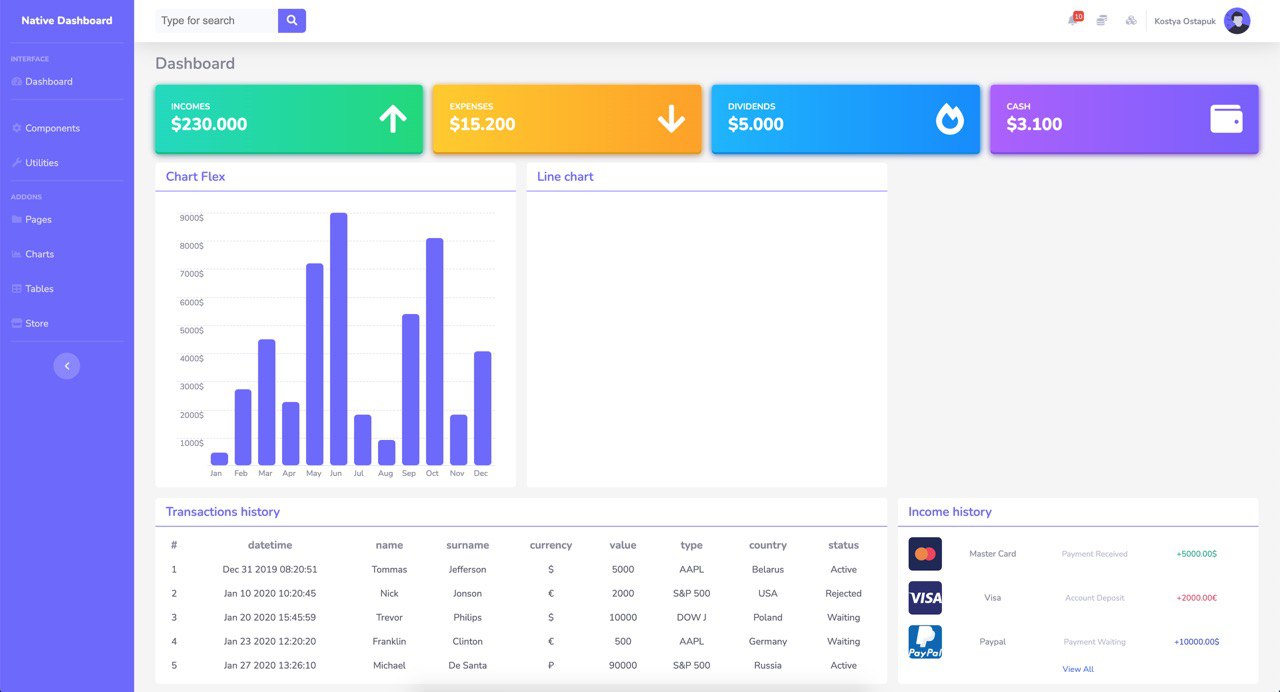 Native Dashboard
Type for search
10
Kostya Ostapuk
INTERFACE
Dashboard
Components
Utilities
ADDONS
Pages
Charts
Tables
Store
Dashboard
INCOMES
$230.000
EXPENSES
$15.200
DIVIDENDS
$5.000
CASH
$3.100
Chart Flex
9000$
8000$
7000$
6000$
5000$
4000$
3000$
2000$
1000$
Jan Feb Mar Apr May Jun Jul Aug Sep Oct Nov Dec
Line chart
Transactions history
# datetime name surname currency value type country status
1 Dec 31 2019 08:20:51 Tommas Jefferson $ 5000 AAPL Belarus Active
2 Jan 10 2020 10:20:45 Nick Jonson € 2000 S&P 500 USA Rejected
3 Jan 20 2020 15:45:59 Trevor Philips $ 10000 DOW J Poland Waiting
4 Jan 23 2020 12:20:20 Franklin Clinton € 500 AAPL Germany Waiting
5 Jan 27 2020 13:26:10 Michael De Santa ₽ 90000 S&P 500 Russia Active
Income history
Master Card Payment Received +5000.00$
VISA Visa Account Deposit +2000.00€
PayPal Paypal Payment Waiting +10000.00$
View All